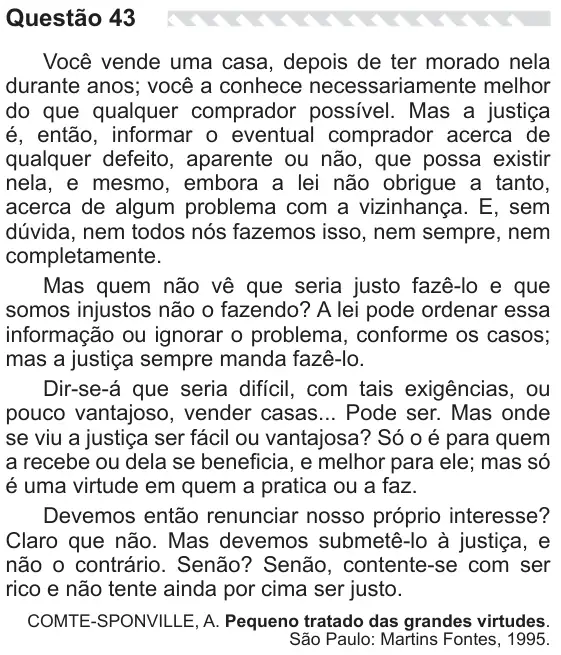 Questão 43
Você vende uma casa, depois de ter morado nela
durante anos; você a conhece necessariamente melhor
do que qualquer comprador possível. Mas a justiça
é, então, informar o eventual comprador acerca de
qualquer defeito, aparente ou não, que possa existir
nela, e mesmo, embora a lei não obrigue a tanto,
acerca de algum problema com a vizinhança. E, sem
dúvida, nem todos nós fazemos isso, nem sempre, nem
completamente.
Mas quem não vê que seria justo fazê-lo e que
somos injustos não o fazendo? A lei pode ordenar essa
informação ou ignorar o problema, conforme os casos;
mas a justiça sempre manda fazê-lo.
Dir-se-á que seria difícil, com tais exigências, ou
pouco vantajoso, vender casas... Pode ser. Mas onde
se viu a justiça ser fácil ou vantajosa? Só o é para quem
a recebe ou dela se beneficia, e melhor para ele; mas só
é uma virtude em quem a pratica ou a faz.
Devemos então renunciar nosso próprio interesse?
Claro que não. Mas devemos submetê-lo à justiça, e
não o contrário. Senão? Senão, contente-se com ser
rico e não tente ainda por cima ser justo.
COMTE-SPONVILLE, A. Pequeno tratado das grandes virtudes.
São Paulo: Martins Fontes, 1995.